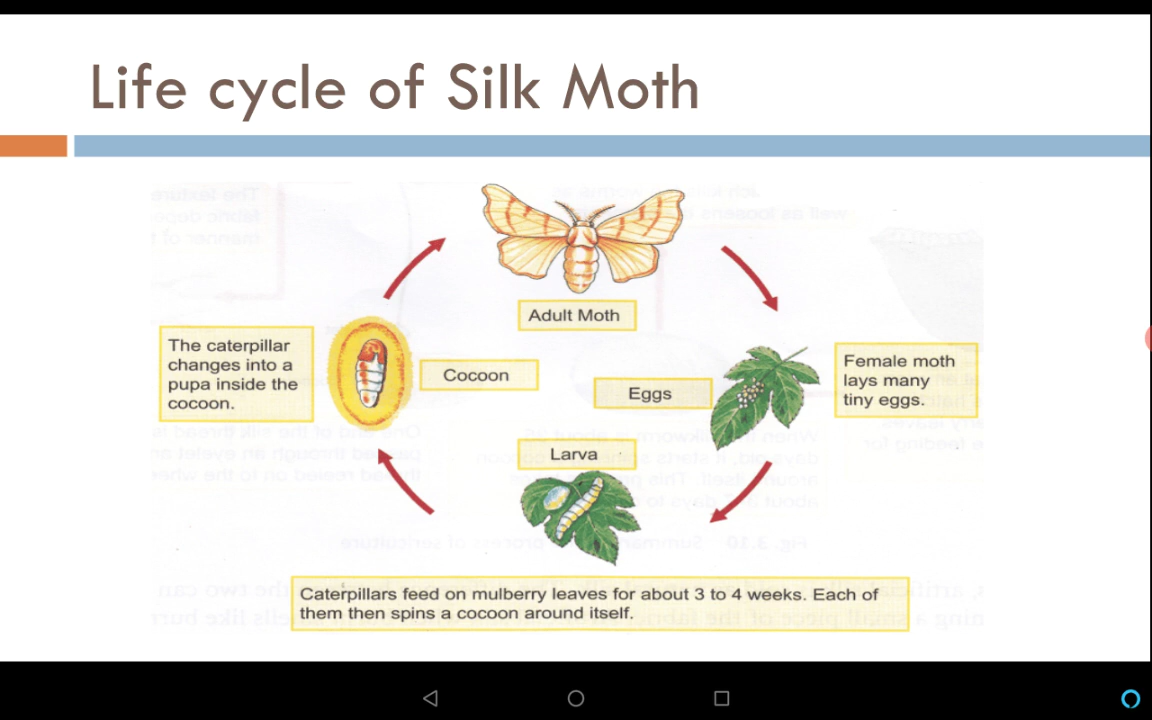 Life cycle of Silk Moth
Adult Moth
The caterpillar
changes into a
pupa inside the
cocoon.
Cocoon
Eggs
Female moth
lays many
tiny eggs.
Larva
Caterpillars feed on mulberry leaves for about 3 to 4 weeks. Each of
them then spins a cocoon around itself.